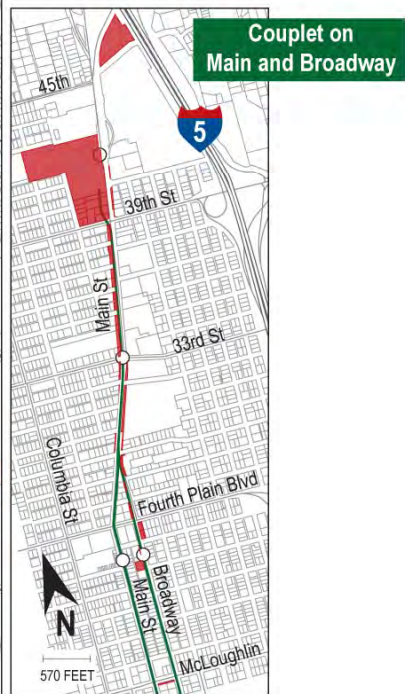 Couplet on
Main and Broadway
45th
5
39th St
Main St
33rd St
Columbia St
Fourth Plain Blvd
Broadway
Main St
N
McLoughlin
570 FEET